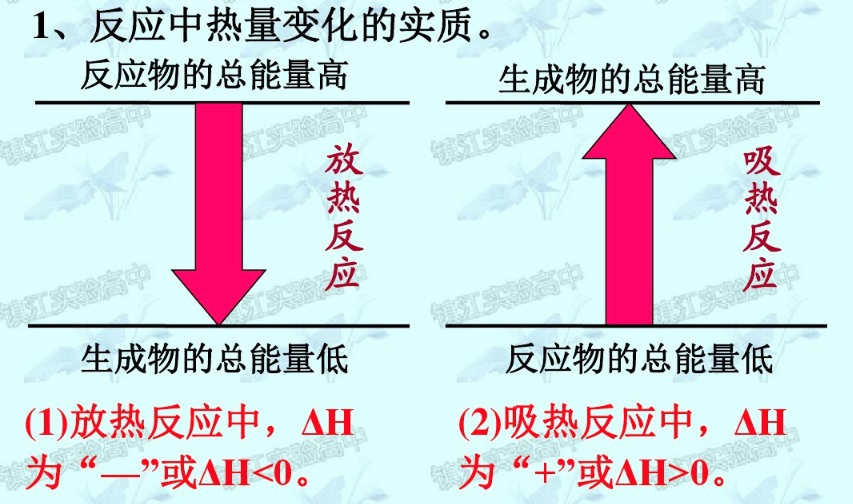 1、反应中热量变化的实质。
反应物的总能量高
放热反应
生成物的总能量低
(1)放热反应中，ΔH
为“—”或ΔH<0。
生成物的总能量高
吸热反应
反应物的总能量低
(2)吸热反应中，ΔH
为“+”或ΔH>0。
镇江实验高中